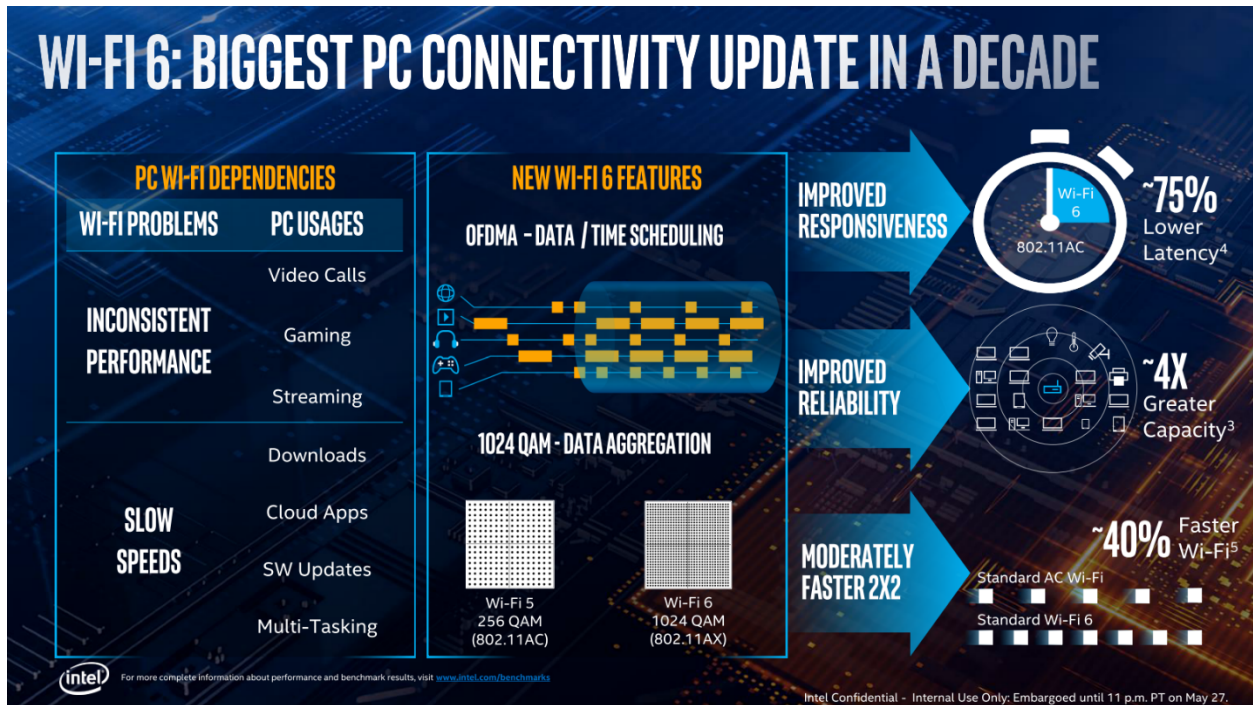 WI-FI 6: BIGGEST PC CONNECTIVITY UPDATE IN A DECADE
PC WI-FI DEPENDENCIES
WI-FI PROBLEMS
PC USAGES
INCONSISTENT
PERFORMANCE
Video Calls
Gaming
Streaming
SLOW
SPEEDS
Downloads
Cloud Apps
SW Updates
Multi-Tasking
NEW WI-FI 6 FEATURES
OFDMA - DATA / TIME SCHEDULING
1024 QAM - DATA AGGREGATION
Wi-Fi 5
256 QAM
(802.11AC)
Wi-Fi 6
1024 QAM
(802.11AX)
IMPROVED
RESPONSIVENESS
Wi-Fi
6
802.11AC
~75%
Lower
Latency⁴
IMPROVED
RELIABILITY
~4X
Greater
Capacity³
MODERATELY
FASTER 2X2
~40% Faster
Wi-Fi⁵
Standard AC Wi-Fi
Standard Wi-Fi 6
intel
For more complete information about performance and benchmark results, visit www.intel.com/benchmarks
Intel Confidential - Internal Use Only: Embargoed until 11 p.m. PT on May 27.